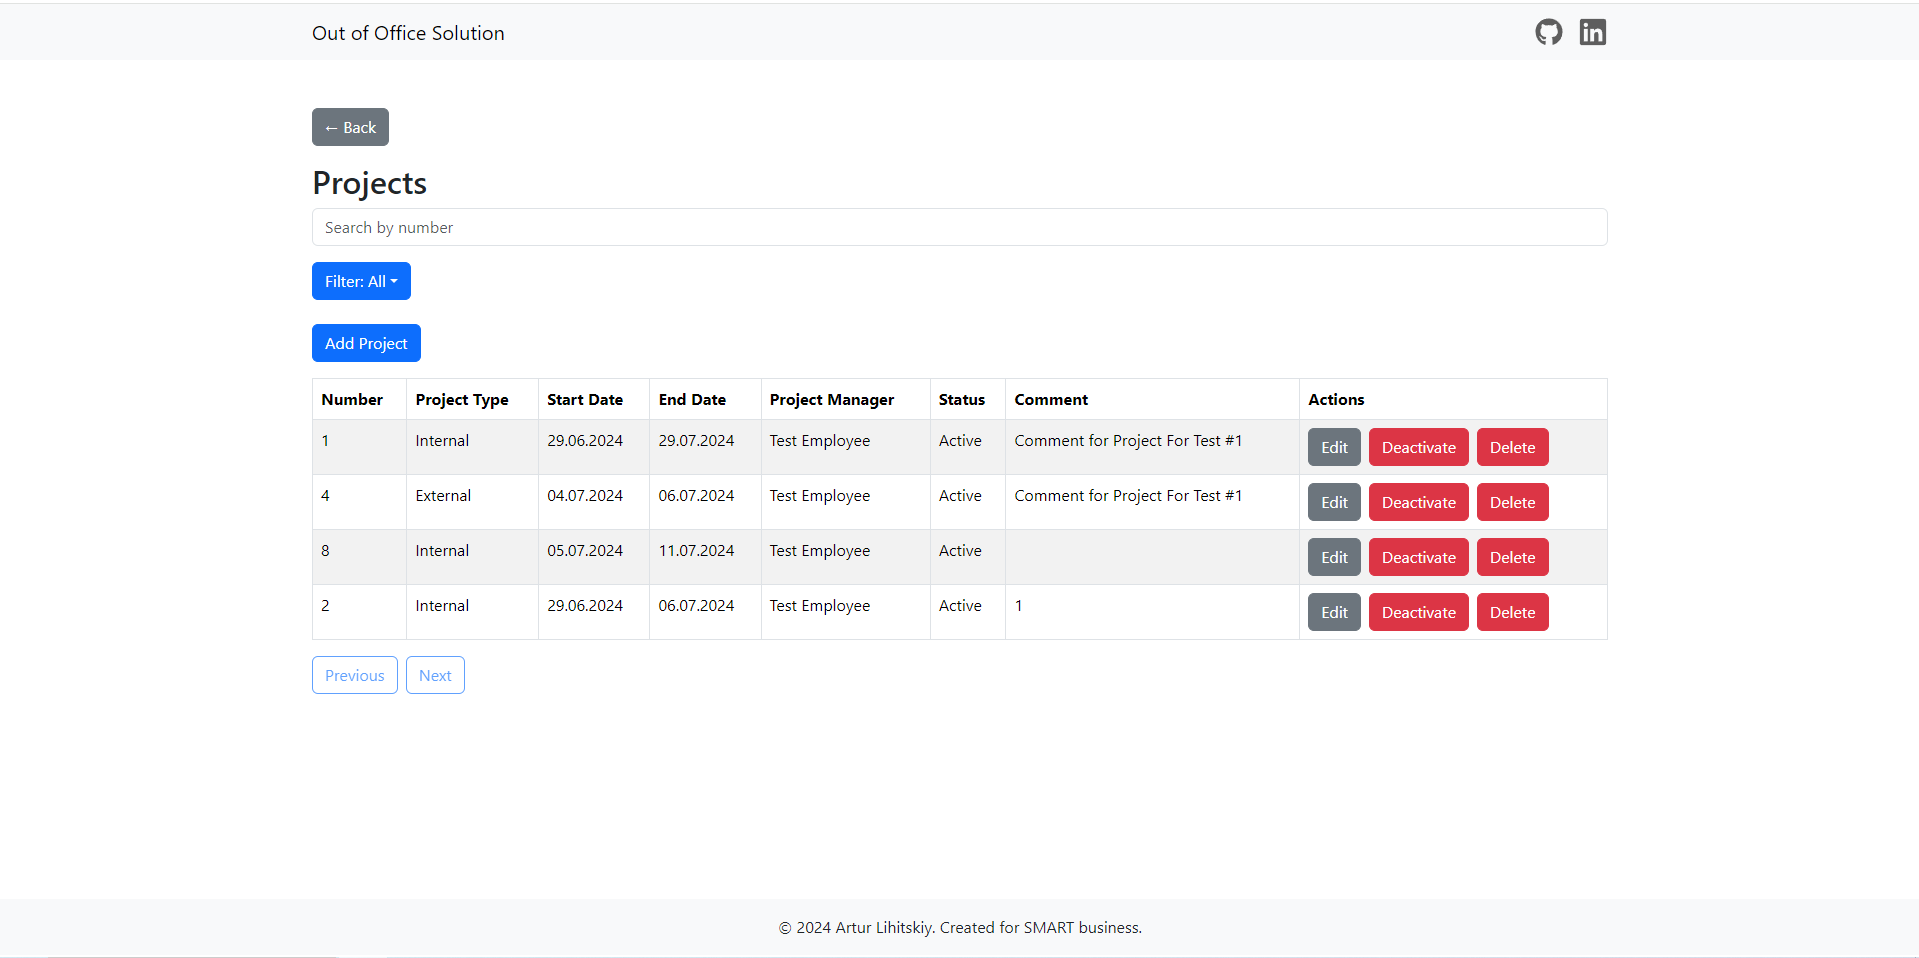 Out of Office Solution
← Back
Projects
Search by number
Filter: All
Add Project
Number Project Type Start Date End Date Project Manager Status Comment Actions
1 Internal 29.06.2024 29.07.2024 Test Employee Active Comment for Project For Test #1 Edit Deactivate Delete
4 External 04.07.2024 06.07.2024 Test Employee Active Comment for Project For Test #1 Edit Deactivate Delete
8 Internal 05.07.2024 11.07.2024 Test Employee Active Edit Deactivate Delete
2 Internal 29.06.2024 06.07.2024 Test Employee Active 1 Edit Deactivate Delete
Previous Next
© 2024 Artur Lihitskiy. Created for SMART business.